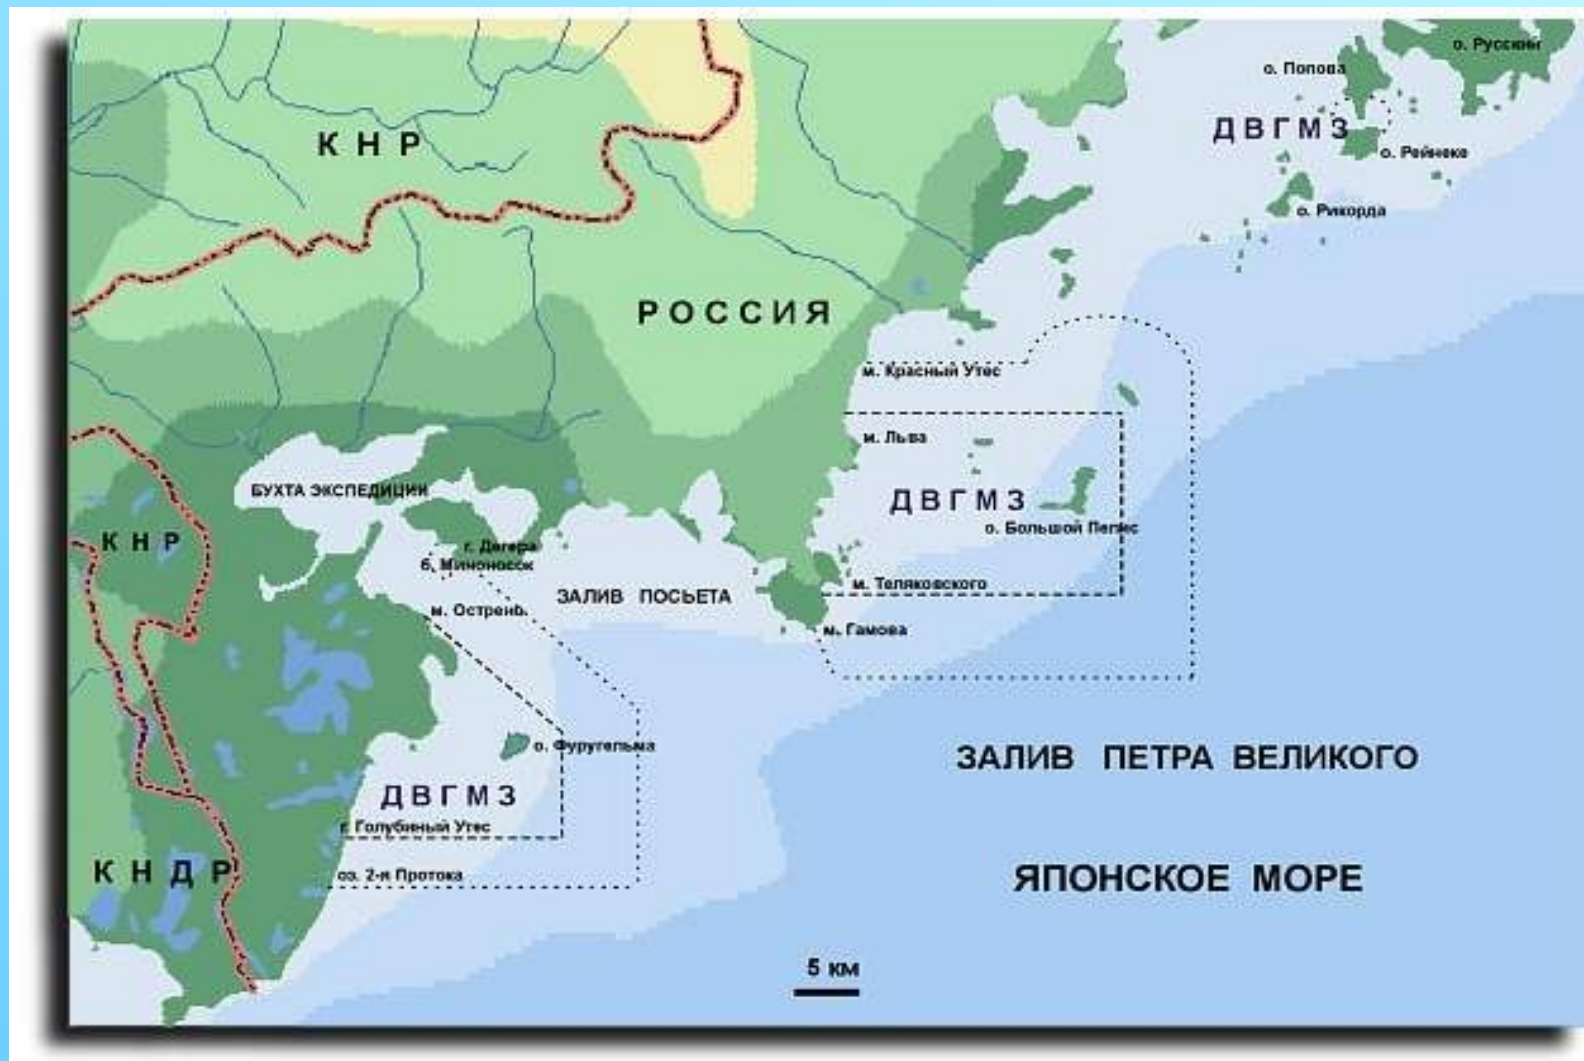 о. Русский
о. Попова
ДВГМЗ
КНР
о. Рейнеке
о. Рикорда
РОССИЯ
м. Красный Утес
м. Льва
БУХТА ЭКСПЕДИЦИИ
ДВГМЗ
о. Большой Пелис
КНР
г. Дегера
б. Миноносок
м. Теляковского
ЗАЛИВ ПОСЬЕТА
м. Острено.
м. Гамова
о. Фуругельма
ЗАЛИВ ПЕТРА ВЕЛИКОГО
ДВГМЗ
г. Голубиный Утес
КНДР
оз. 2-я Протока
ЯПОНСКОЕ МОРЕ
5 км